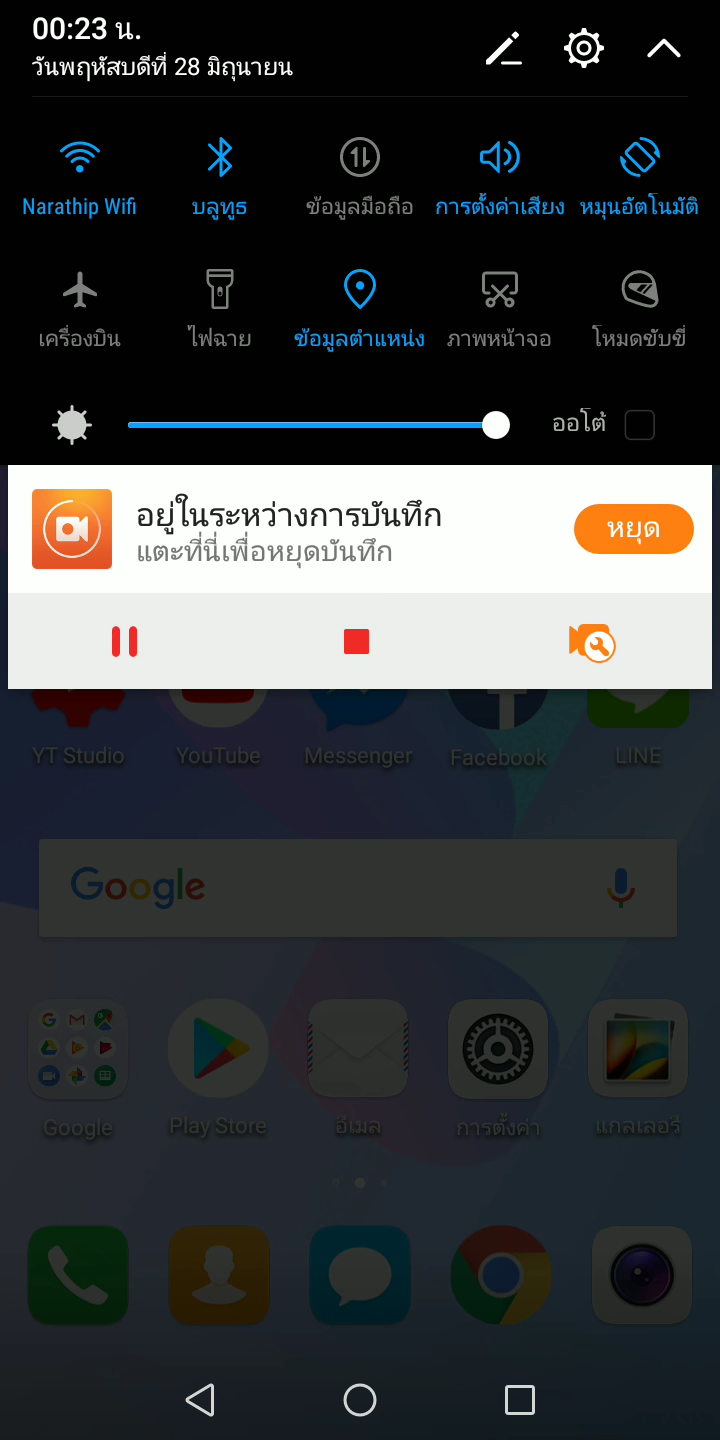 00:23 น.
วันพฤหัสบดีที่ 28 มิถุนายน
Narathip Wifi
บลูทูธ
ข้อมูลมือถือ
การตั้งค่าเสียง
หมุนอัตโนมัติ
เครื่องบิน
ไฟฉาย
ข้อมูลตำแหน่ง
ภาพหน้าจอ
โหมดขับขี่
ออโต้
อยู่ในระหว่างการบันทึก
แตะที่นี่เพื่อหยุดบันทึก
หยุด
YT Studio
YouTube
Messenger
Facebook
LINE
Google
Google
Play Store
อีเมล
การตั้งค่า
แกลเลอรี